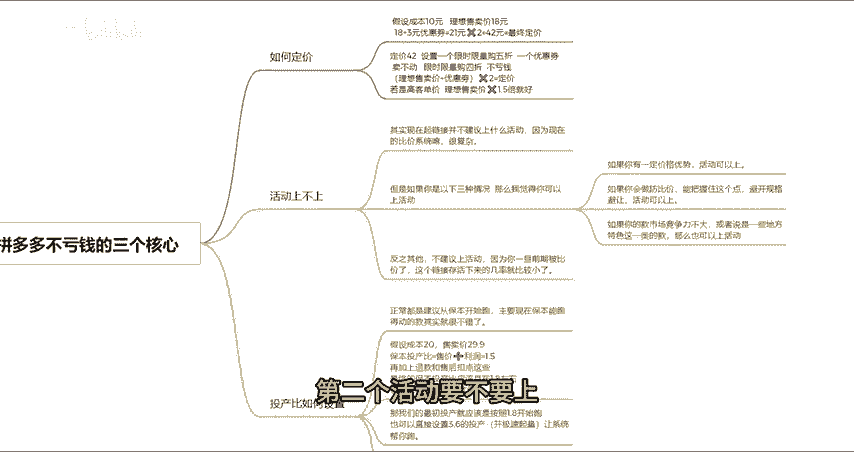 拼多多不亏钱的三个核心
如何定价
假设成本10元 理想售卖价18元
18+3元优惠券=21元✖2=42元=最终定价
定价42 设置一个限时限量购五折 一个优惠券
卖不动 限时限量购四折 不亏钱
(理想售卖价+优惠券)✖2=定价
若是高客单价 理想售卖价✖1.5倍就好
活动上不上
其实现在起链接并不建议上什么活动，因为现在
的比价系统嘛，很复杂。
但是如果你是以下三种情况 那么我觉得你可以
上活动
如果你有一定价格优势，活动可以上。
如果你会做防比价，能把握住这个点，避开规格
避让，活动可以上。
如果你的款市场竞争力不大，或者说是一些地方
特色这一类的款，那么也可以上活动
反之其他，不建议上活动，因为你一旦前期被比
价了，这个链接存活下来的几率就比较小了。
投产比如何设置
正常都是建议从保本开始跑，主要现在保本能跑
得动的款其实就很不错了。
假设成本20，售卖价29.9
保本投产比=售价➗利润=1.5
再加上退款和售后扣点这些
那我们的最初投产就应该是按照1.8开始跑
也可以直接设置3.6的投产（开极速起量）让系统
帮你跑。
第二个活动要不要上